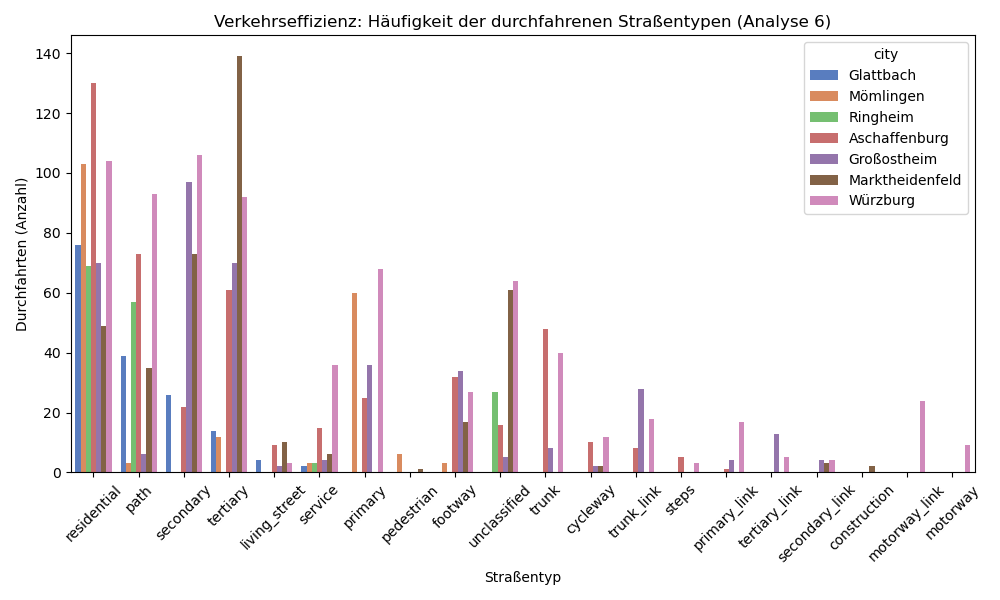 Verkehrseffizienz: Häufigkeit der durchfahrenen Straßentypen (Analyse 6)
city
Glattbach
Mömlingen
Ringheim
Aschaffenburg
Großostheim
Marktheidenfeld
Würzburg
Durchfahrten (Anzahl)
140
120
100
80
60
40
20
0
residential
path
secondary
tertiary
living_street
service
primary
pedestrian
footway
unclassified
trunk
cycleway
trunk_link
steps
primary_link
tertiary_link
secondary_link
construction
motorway_link
motorway
Straßentyp